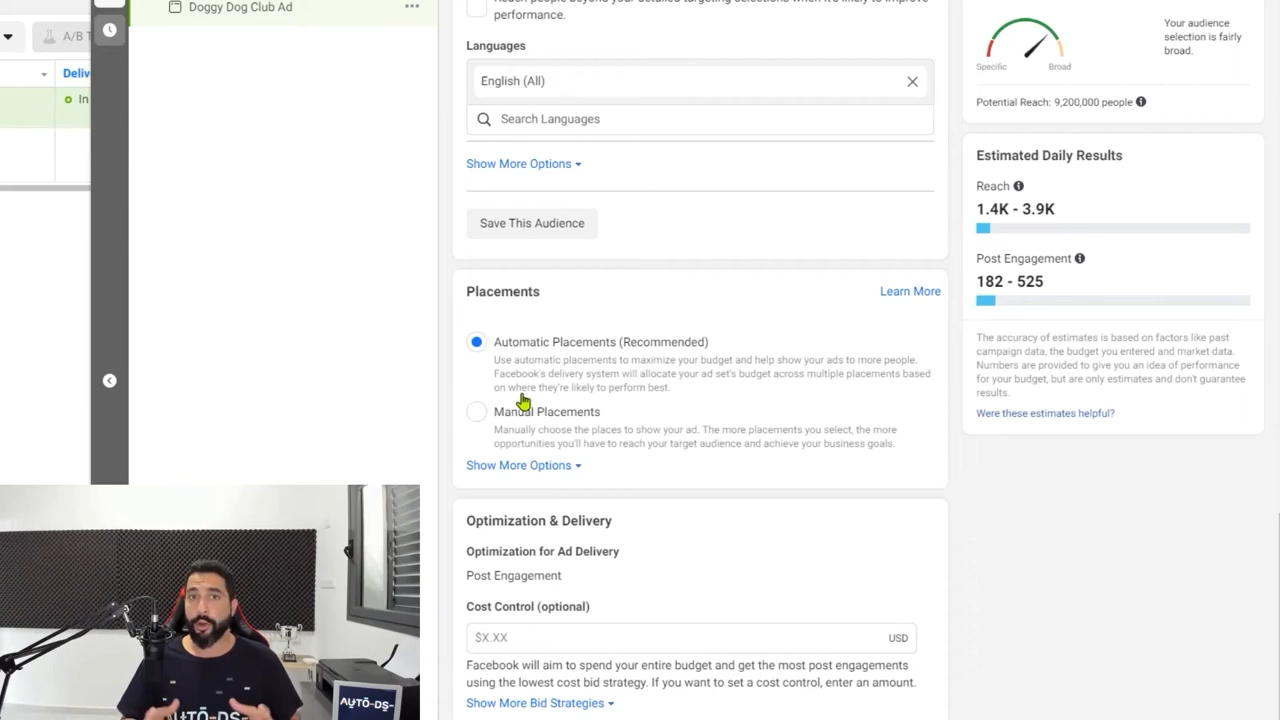 Doggy Dog Club Ad
A/B T
Deliv
In
Reach people beyond your detailed targeting selections when it's likely to improve
performance.
Languages
English (All)
Search Languages
Show More Options
Save This Audience
Placements
Learn More
Automatic Placements (Recommended)
Use automatic placements to maximize your budget and help show your ads to more people.
Facebook's delivery system will allocate your ad set's budget across multiple placements based
on where they're likely to perform best.
Manual Placements
Manually choose the places to show your ad. The more placements you select, the more
opportunities you'll have to reach your target audience and achieve your business goals.
Show More Options
Optimization & Delivery
Optimization for Ad Delivery
Post Engagement
Cost Control (optional)
$X.XX
USD
Facebook will aim to spend your entire budget and get the most post engagements
using the lowest cost bid strategy. If you want to set a cost control, enter an amount.
Show More Bid Strategies
Your audience
selection is fairly
broad.
Specific
Broad
Potential Reach: 9,200,000 people
Estimated Daily Results
Reach
1.4K - 3.9K
Post Engagement
182 - 525
The accuracy of estimates is based on factors like past
campaign data, the budget you entered and market data.
Numbers are provided to give you an idea of performance
for your budget, but are only estimates and don't guarantee
results.
Were these estimates helpful?
AUTO-DS-
AUTO-DS-